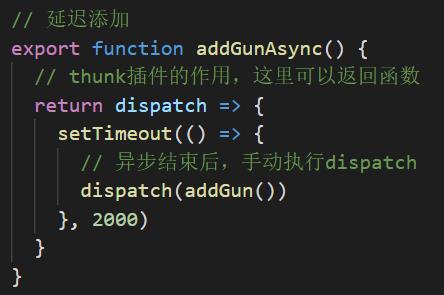 // 延迟添加
export function addGunAsync() {
  // thunk插件的作用，这里可以返回函数
  return dispatch => {
    setTimeout(() => {
      // 异步结束后，手动执行dispatch
      dispatch(addGun())
    }, 2000)
  }
}